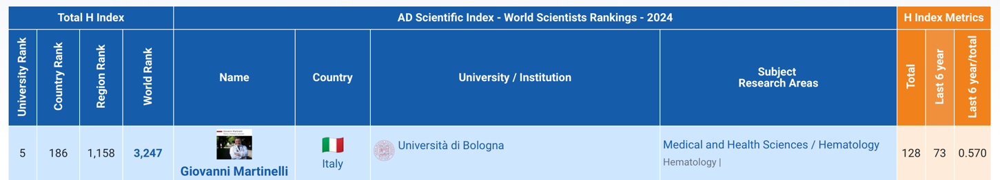 Total H Index
AD Scientific Index - World Scientists Rankings - 2024
H Index Metrics
University Rank
Country Rank
Region Rank
World Rank
Name
Country
University / Institution
Subject
Research Areas
Total
Last 6 year
Last 6 year/total
5
186
1,158
3,247
Giovanni Martinelli
Italy
Università di Bologna
Medical and Health Sciences / Hematology
Hematology |
128
73
0.570